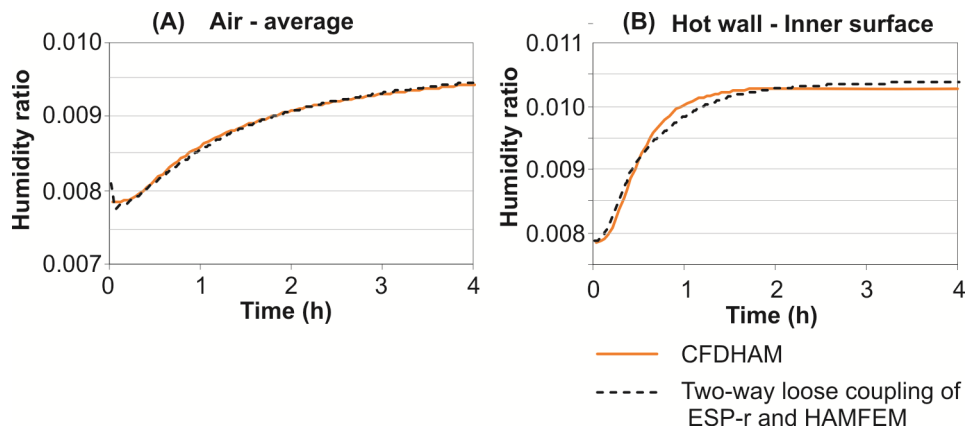 (A) Air - average
0.010
0.009
0.008
0.007
Humidity ratio
0 1 2 3 4
Time (h)
(B) Hot wall - Inner surface
0.011
0.010
0.009
0.008
Humidity ratio
0 1 2 3 4
Time (h)
CFDHAM
Two-way loose coupling of
ESP-r and HAMFEM